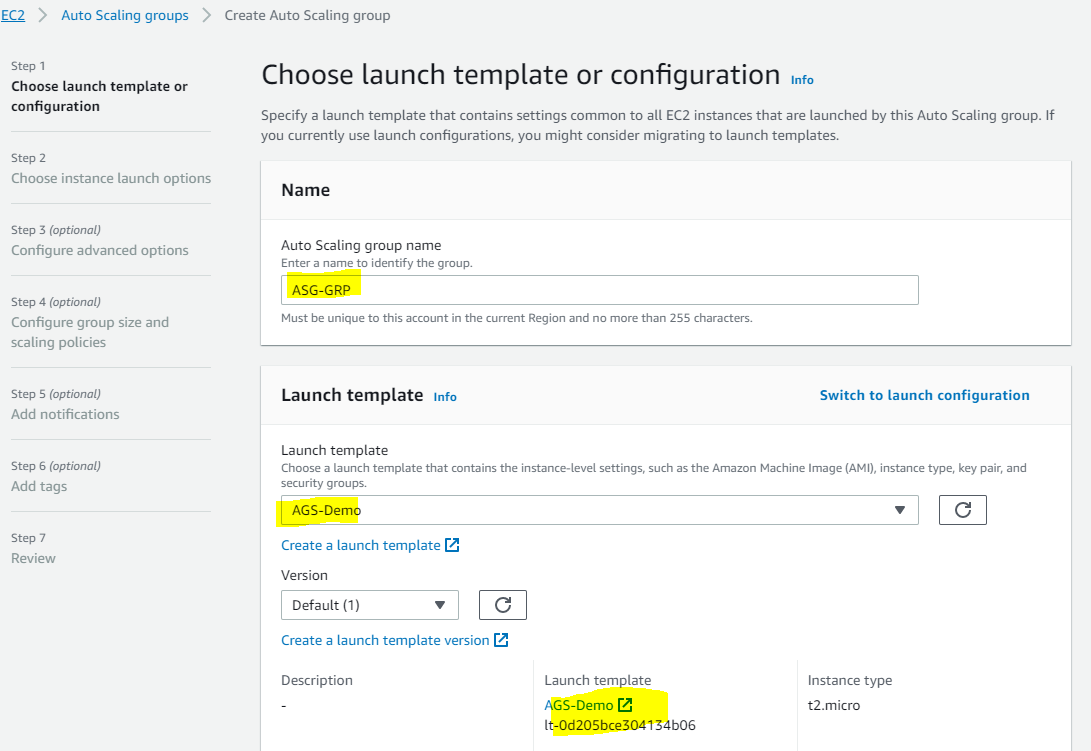 EC2 > Auto Scaling groups > Create Auto Scaling group
Step 1
Choose launch template or
configuration
Step 2
Choose instance launch options
Step 3 (optional)
Configure advanced options
Step 4 (optional)
Configure group size and
scaling policies
Step 5 (optional)
Add notifications
Step 6 (optional)
Add tags
Step 7
Review
Choose launch template or configuration Info
Specify a launch template that contains settings common to all EC2 instances that are launched by this Auto Scaling group. If
you currently use launch configurations, you might consider migrating to launch templates.
Name
Auto Scaling group name
Enter a name to identify the group.
ASG-GRP
Must be unique to this account in the current Region and no more than 255 characters.
Launch template Info
Switch to launch configuration
Launch template
Choose a launch template that contains the instance-level settings, such as the Amazon Machine Image (AMI), instance type, key pair, and
security groups.
AGS-Demo
Create a launch template
Version
Default (1)
Create a launch template version
Description
-
Launch template
AGS-Demo
lt-0d205bce304134b06
Instance type
t2.micro